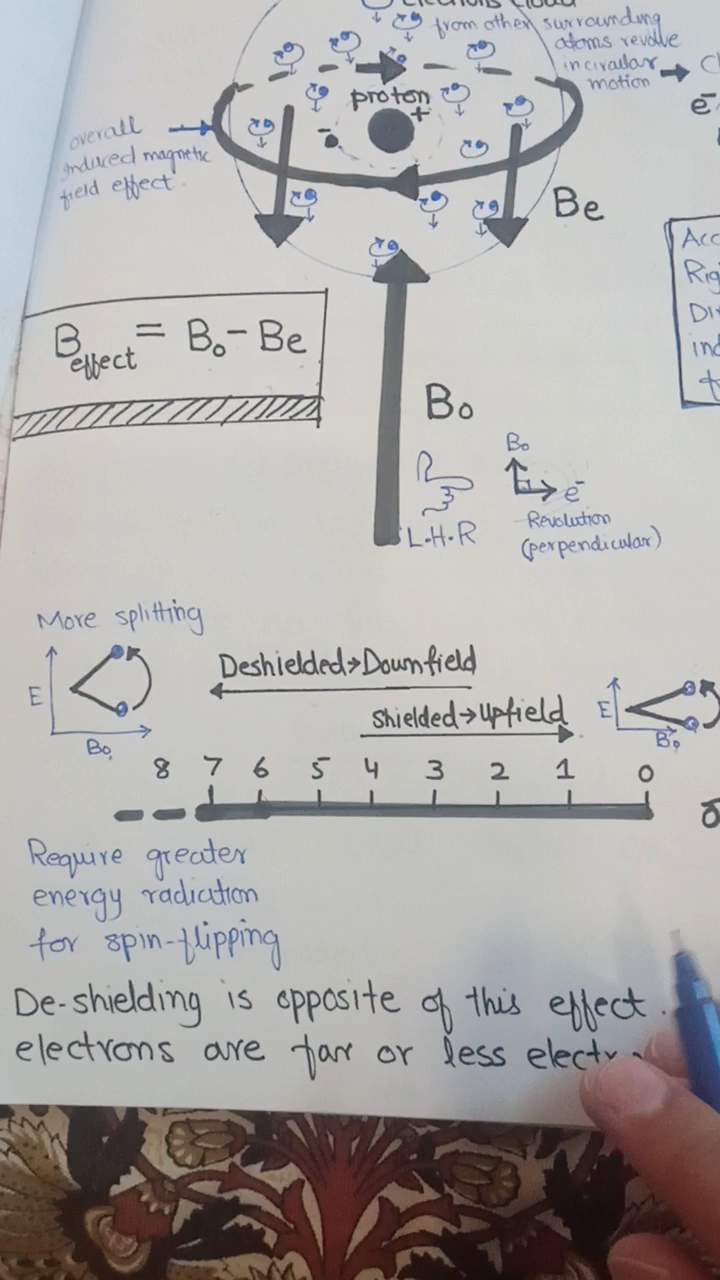 from other surrounding
atoms revolve
in circular
motion
e-
proton
+
-
overall
induced magnetic
field effect.
Be
B effect = Bo - Be
Bo
Bo
e-
L.H.R
Revolution
(perpendicular)
More splitting
Deshielded→Downfield
Shielded→Upfield
E
Bo
E
Bo
8 7 6 5 4 3 2 1 0
Require greater
energy radiation
for spin-flipping
De-shielding is opposite of this effect.
electrons are far or less